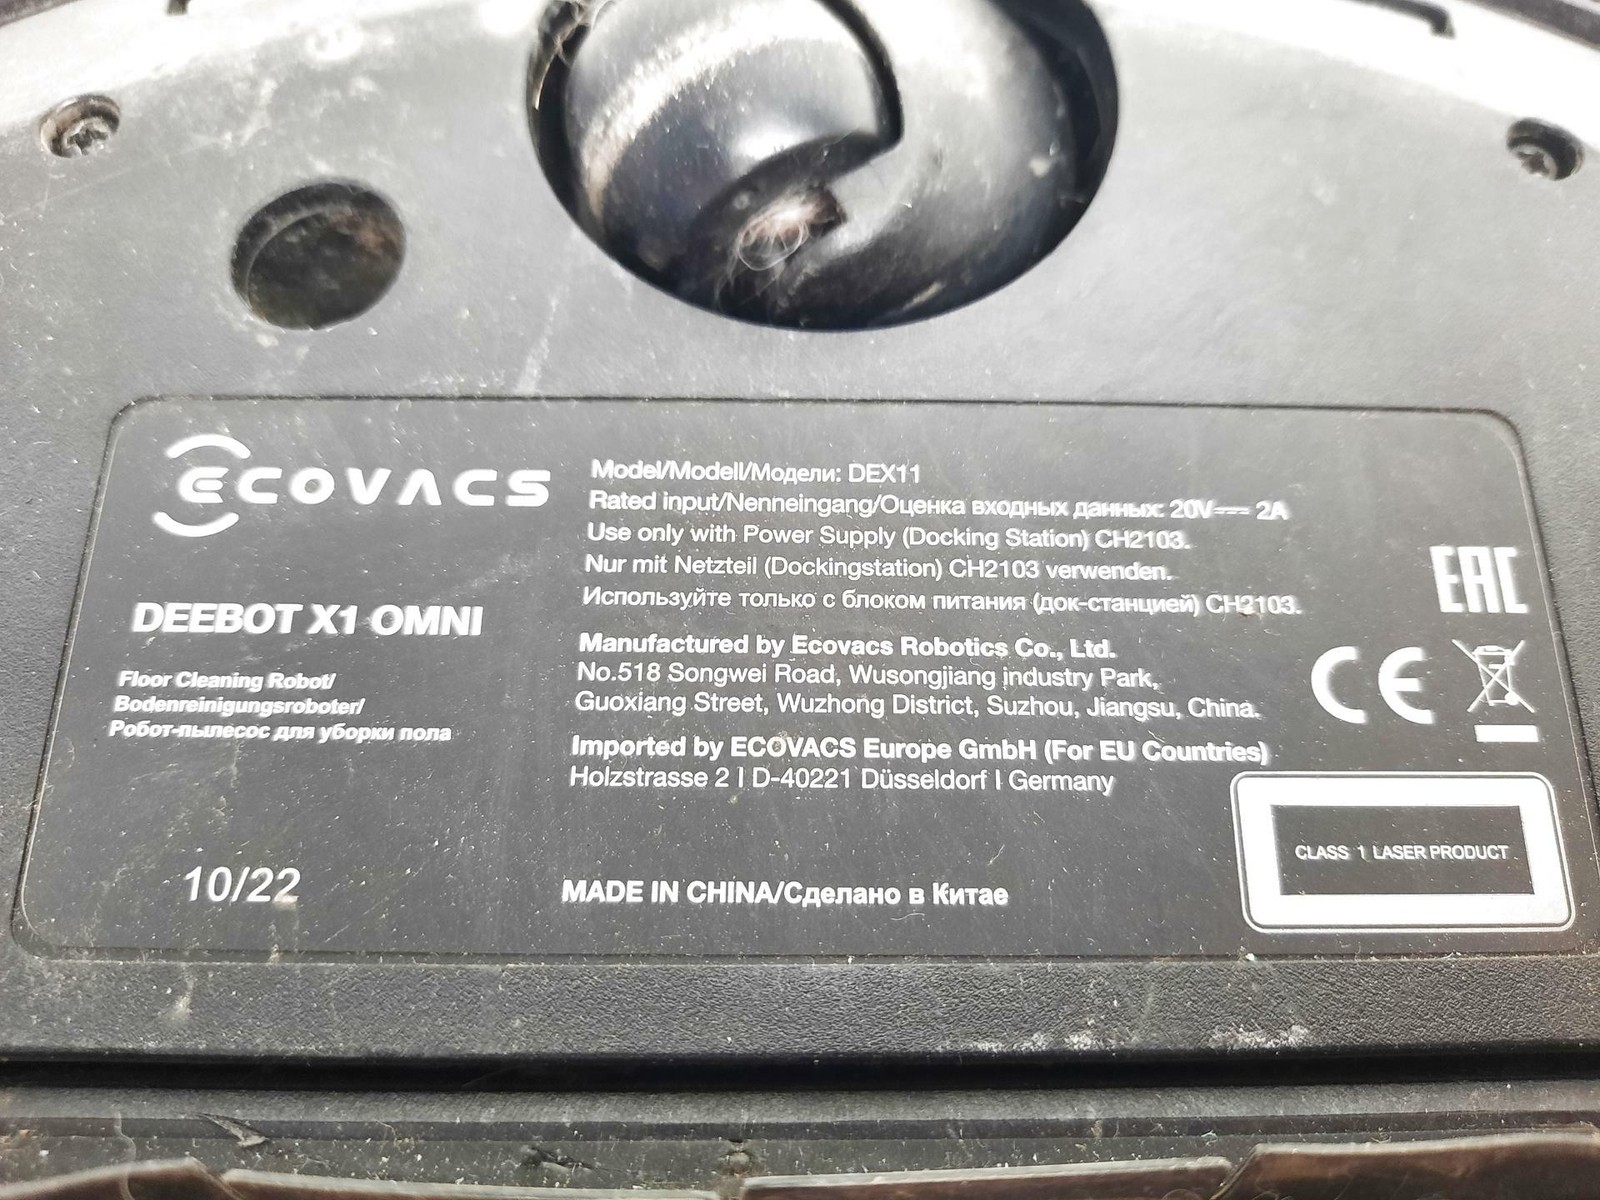 ECOVACS
DEEBOT X1 OMNI
Floor Cleaning Robot/
Bodenreinigungsroboter/
Робот-пылесос для уборки пола
10/22
Model/Modell/Модели: DEX11
Rated input/Nenneingang/Оценка входных данных: 20V⎓ 2A
Use only with Power Supply (Docking Station) CH2103.
Nur mit Netzteil (Dockingstation) CH2103 verwenden.
Используйте только с блоком питания (док-станцией) CH2103.
Manufactured by Ecovacs Robotics Co., Ltd.
No.518 Songwei Road, Wusongjiang industry Park,
Guoxiang Street, Wuzhong District, Suzhou, Jiangsu, China.
Imported by ECOVACS Europe GmbH (For EU Countries)
Holzstrasse 2 I D-40221 Düsseldorf I Germany
MADE IN CHINA/Сделано в Китае
EAC
CE
CLASS 1 LASER PRODUCT